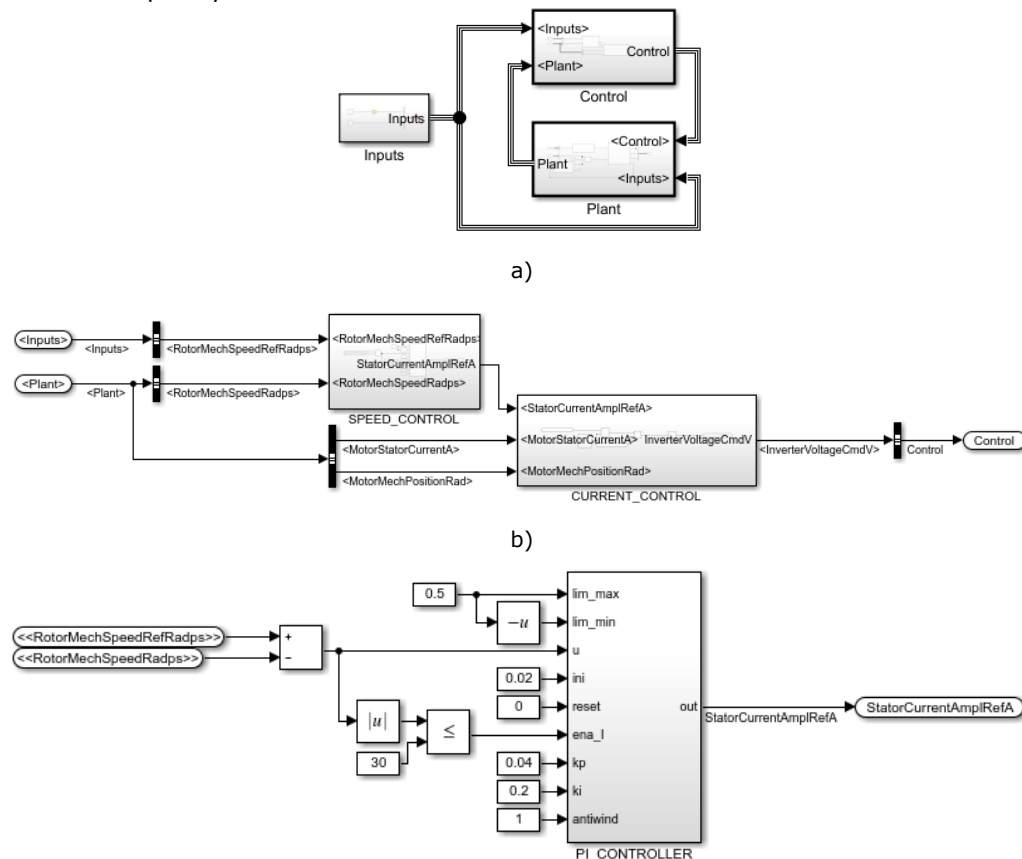 <Inputs>
Control
<Plant>
Control
Inputs
Inputs
<Control>
Plant
<Inputs>
Plant
a)
<Inputs>
<Inputs>
<RotorMechSpeedRefRadps>
<RotorMechSpeedRefRadps>
StatorCurrentAmplRefA
<Plant>
<Plant>
<RotorMechSpeedRadps>
<RotorMechSpeedRadps>
SPEED_CONTROL
<StatorCurrentAmplRefA>
<MotorStatorCurrentA>
<MotorStatorCurrentA>
InverterVoltageCmdV
<InverterVoltageCmdV>
Control
Control
<MotorMechPositionRad>
<MotorMechPositionRad>
CURRENT_CONTROL
b)
0.5
lim_max
−u
lim_min
<<RotorMechSpeedRefRadps>>
+
<<RotorMechSpeedRadps>>
−
u
0.02
ini
0
reset
out
StatorCurrentAmplRefA
StatorCurrentAmplRefA
|u|
≤
ena_I
30
0.04
kp
0.2
ki
1
antiwind
PI_CONTROLLER